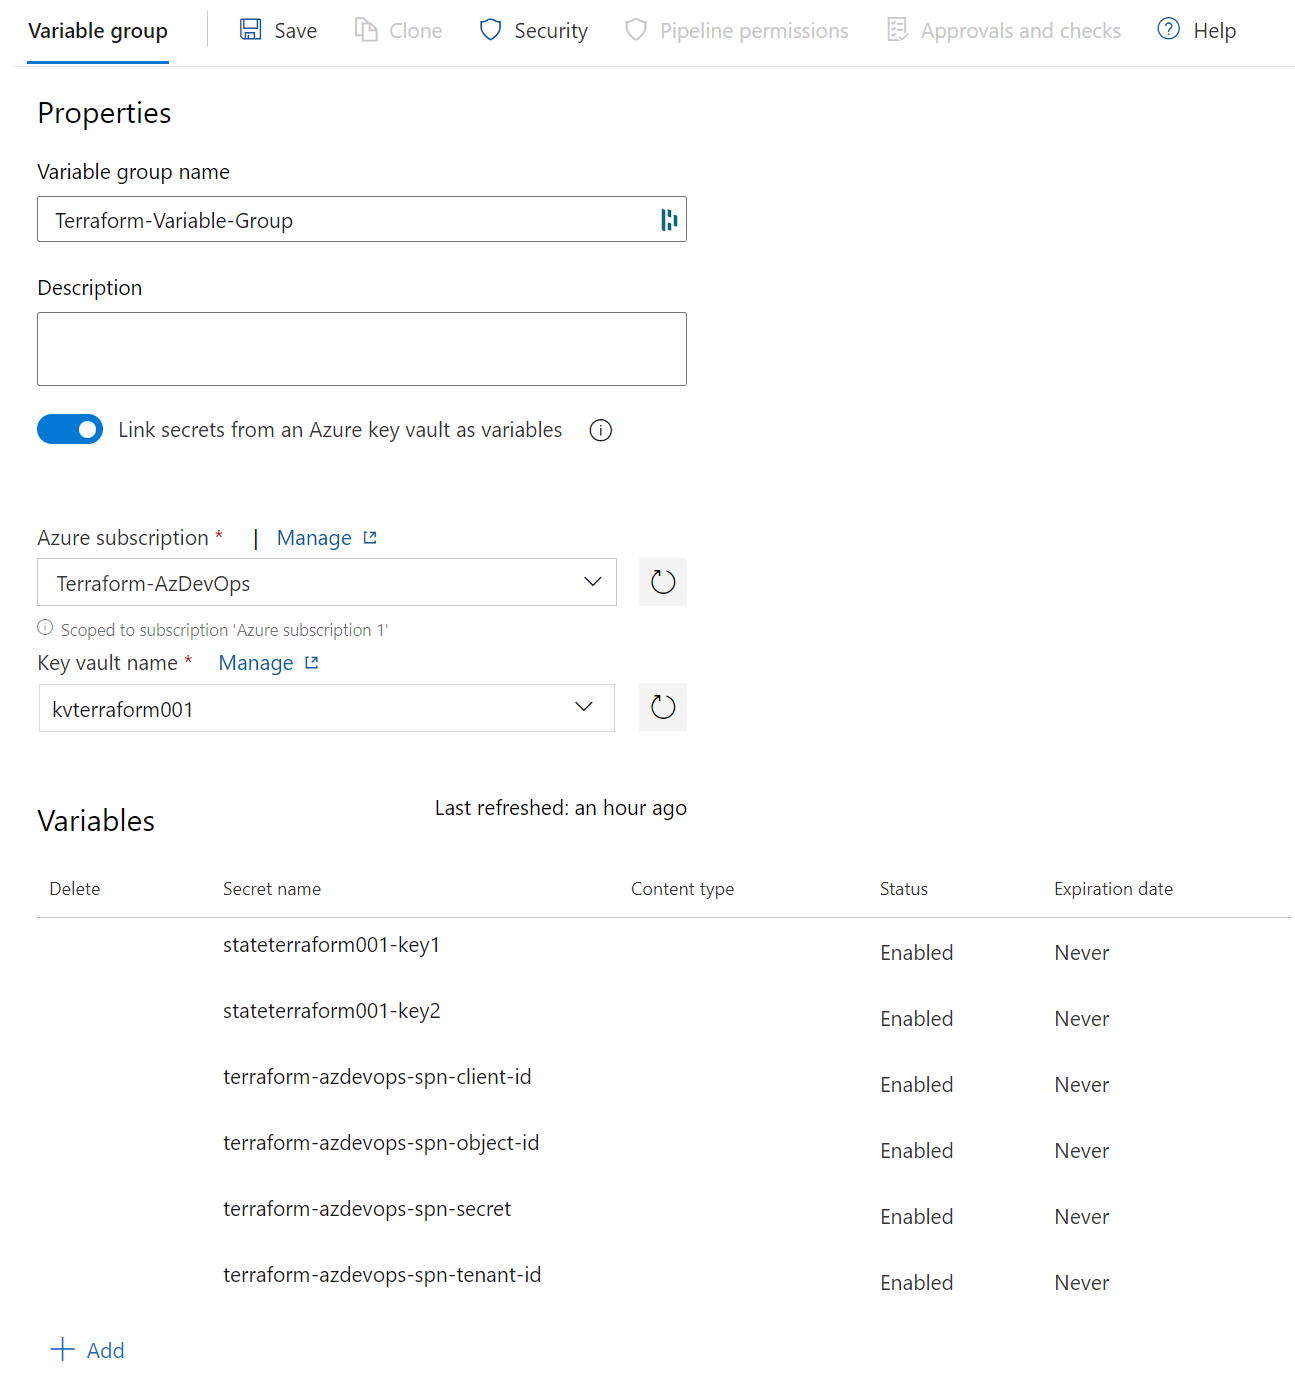 Variable group Save Clone Security Pipeline permissions Approvals and checks Help
Properties
Variable group name
Terraform-Variable-Group
Description
Link secrets from an Azure key vault as variables
Azure subscription * | Manage
Terraform-AzDevOps
Scoped to subscription 'Azure subscription 1'
Key vault name * Manage
kvterraform001
Variables Last refreshed: an hour ago
Delete Secret name Content type Status Expiration date
stateterraform001-key1 Enabled Never
stateterraform001-key2 Enabled Never
terraform-azdevops-spn-client-id Enabled Never
terraform-azdevops-spn-object-id Enabled Never
terraform-azdevops-spn-secret Enabled Never
terraform-azdevops-spn-tenant-id Enabled Never
Add